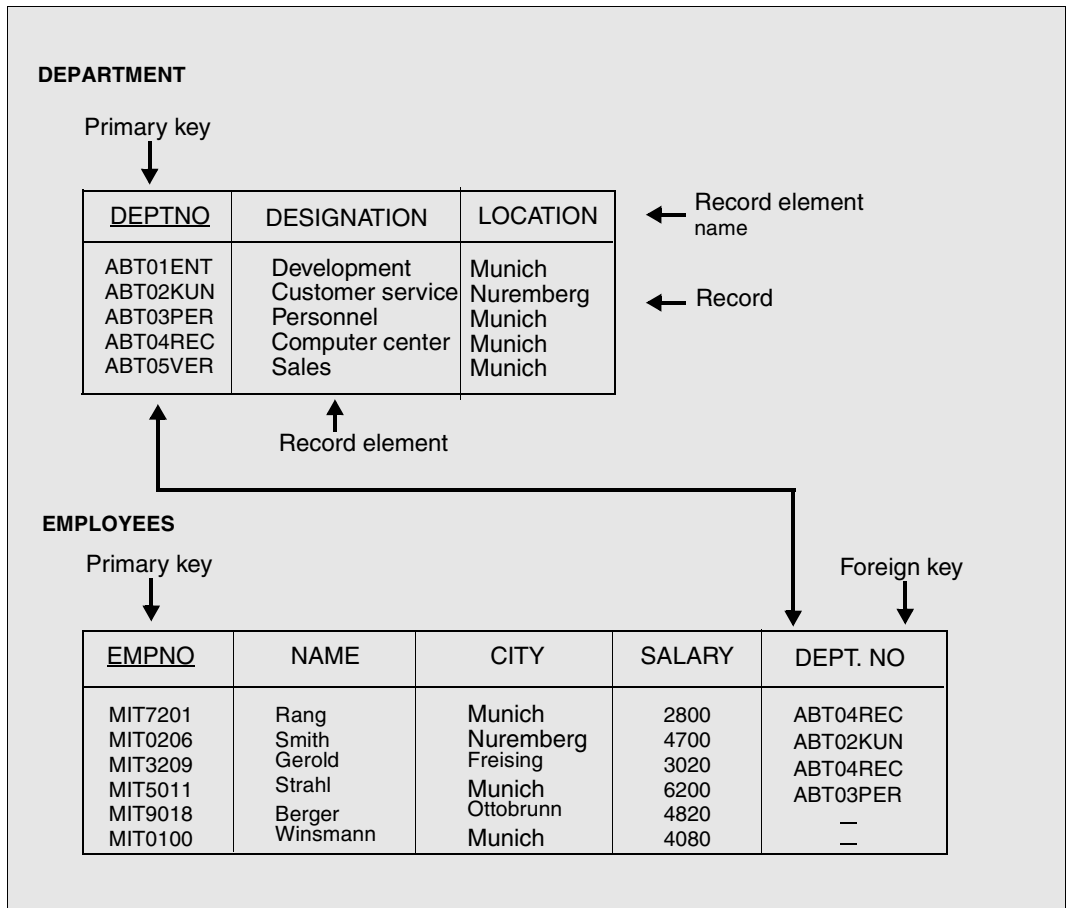 DEPARTMENT
Primary key
DEPTNO DESIGNATION LOCATION
Record element
name
ABT01ENT Development Munich
ABT02KUN Customer service Nuremberg
Record
ABT03PER Personnel Munich
ABT04REC Computer center Munich
ABT05VER Sales Munich
Record element
EMPLOYEES
Primary key
Foreign key
EMPNO NAME CITY SALARY DEPT. NO
MIT7201 Rang Munich 2800 ABT04REC
MIT0206 Smith Nuremberg 4700 ABT02KUN
MIT3209 Gerold Freising 3020 ABT04REC
MIT5011 Strahl Munich 6200 ABT03PER
MIT9018 Berger Ottobrunn 4820 —
MIT0100 Winsmann Munich 4080 —